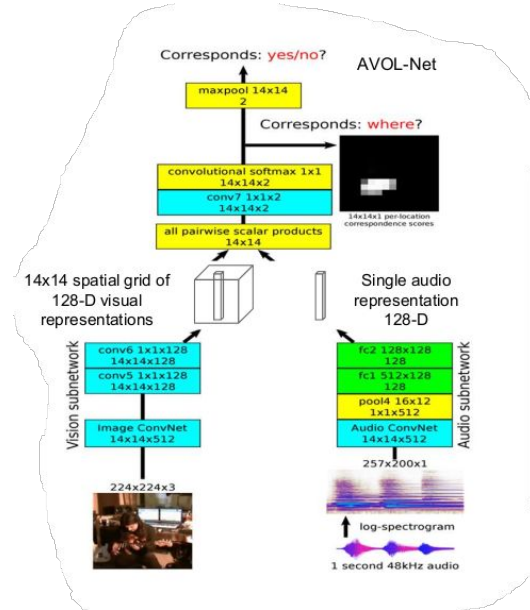 Corresponds: yes/no?
AVOL-Net
maxpool 14x14
2
Corresponds: where?
convolutional softmax 1x1
14x14x2
conv7 1x1x2
14x14x2
14x14x1 per-location
correspondence scores
all pairwise scalar products
14x14
14x14 spatial grid of
128-D visual
representations
Single audio
representation
128-D
Vision subnetwork
conv6 1x1x128
14x14x128
conv5 1x1x128
14x14x128
Image ConvNet
14x14x512
224x224x3
Audio subnetwork
fc2 128x128
128
fc1 512x128
128
pool4 16x12
1x1x512
Audio ConvNet
14x14x512
257x200x1
log-spectrogram
1 second 48kHz audio